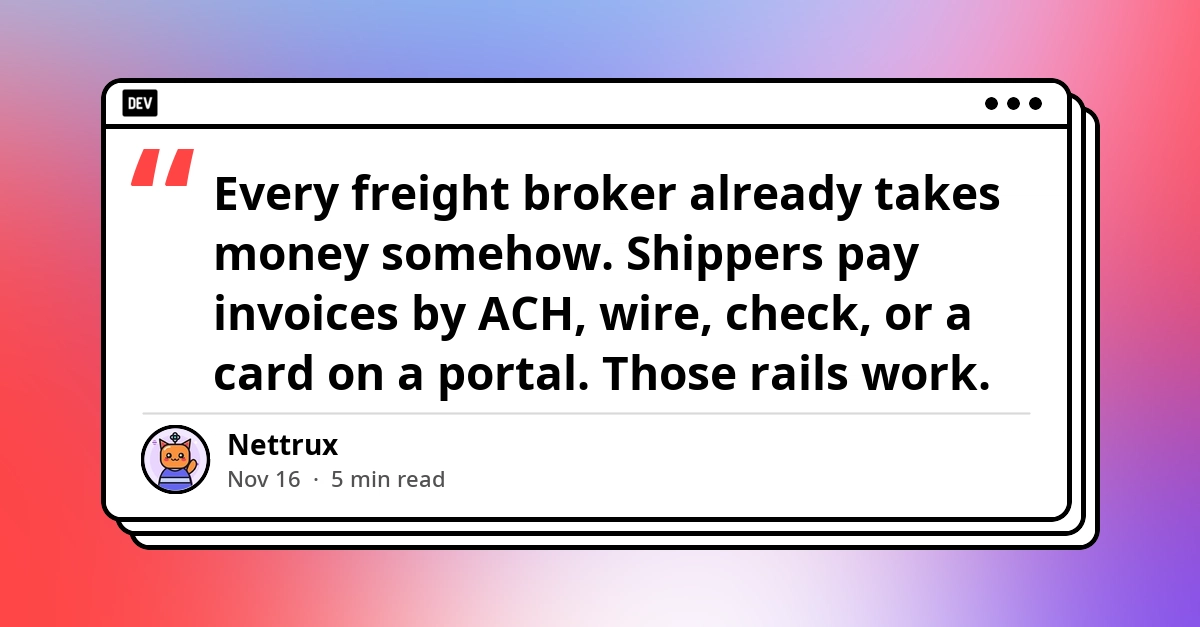 DEV
“Every freight broker already takes
money somehow. Shippers pay
invoices by ACH, wire, check, or a
card on a portal. Those rails work.
Nettrux
Nov 16 · 5 min read